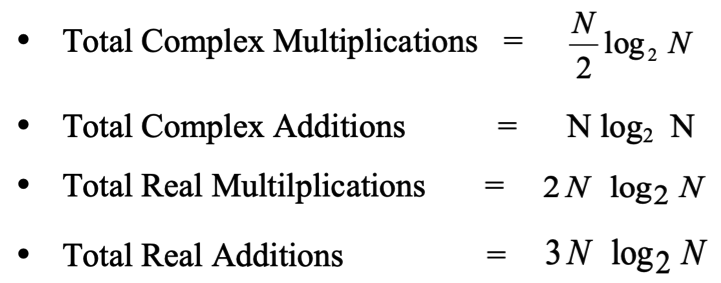 • Total Complex Multiplications = N/2 log₂ N
• Total Complex Additions = N log₂ N
• Total Real Multilplications = 2N log₂ N
• Total Real Additions = 3N log₂ N